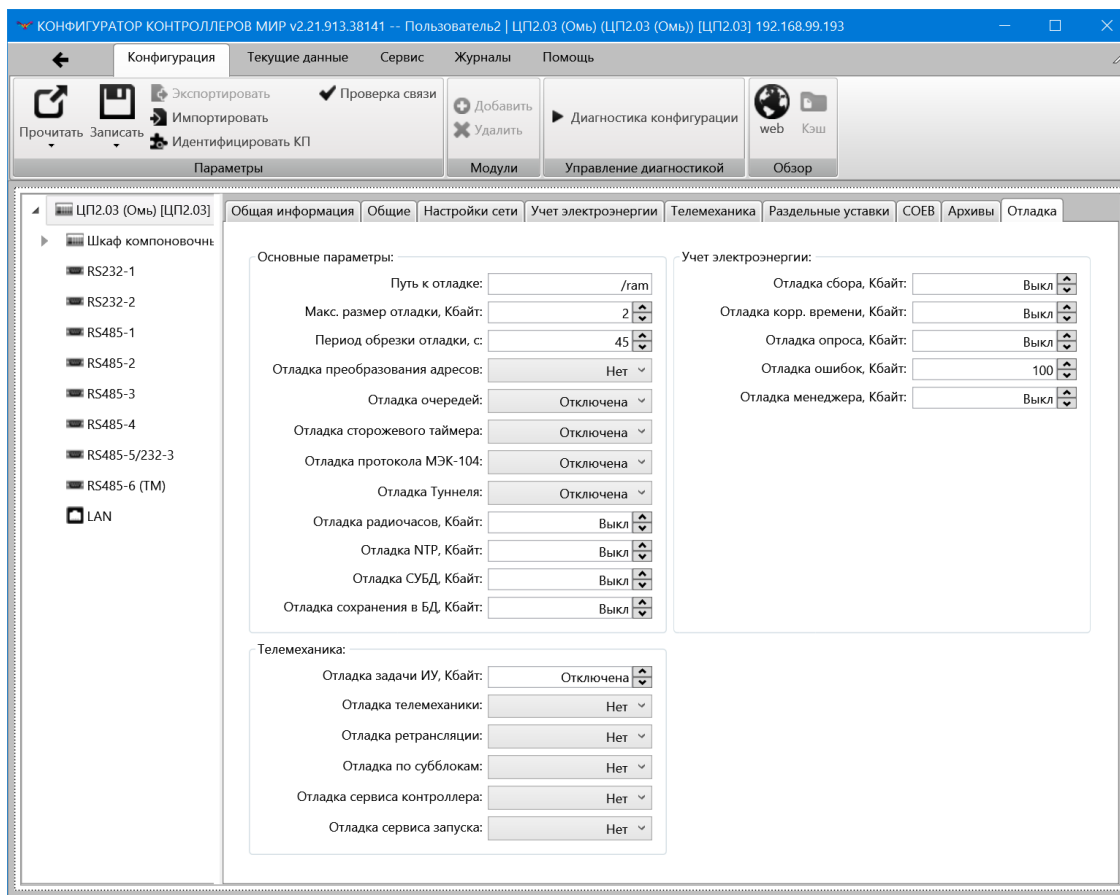 КОНФИГУРАТОР КОНТРОЛЛЕРОВ МИР v2.21.913.38141 -- Пользователь2 | ЦП2.03 (Омь) (ЦП2.03 (Омь)) [ЦП2.03] 192.168.99.193
Конфигурация Текущие данные Сервис Журналы Помощь
Прочитать
Записать
Экспортировать
Импортировать
Идентифицировать КП
Проверка связи
Параметры
Добавить
Удалить
Модули
Диагностика конфигурации
Управление диагностикой
web
Кэш
Обзор
ЦП2.03 (Омь) [ЦП2.03]
Шкаф компоновочны
RS232-1
RS232-2
RS485-1
RS485-2
RS485-3
RS485-4
RS485-5/232-3
RS485-6 (ТМ)
LAN
Общая информация Общие Настройки сети Учет электроэнергии Телемеханика Раздельные уставки СОЕВ Архивы Отладка
Основные параметры:
Путь к отладке: /ram
Макс. размер отладки, Кбайт: 2
Период обрезки отладки, с: 45
Отладка преобразования адресов: Нет
Отладка очередей: Отключена
Отладка сторожевого таймера: Отключена
Отладка протокола МЭК-104: Отключена
Отладка Туннеля: Отключена
Отладка радиочасов, Кбайт: Выкл
Отладка NTP, Кбайт: Выкл
Отладка СУБД, Кбайт: Выкл
Отладка сохранения в БД, Кбайт: Выкл
Учет электроэнергии:
Отладка сбора, Кбайт: Выкл
Отладка корр. времени, Кбайт: Выкл
Отладка опроса, Кбайт: Выкл
Отладка ошибок, Кбайт: 100
Отладка менеджера, Кбайт: Выкл
Телемеханика:
Отладка задачи ИУ, Кбайт: Отключена
Отладка телемеханики: Нет
Отладка ретрансляции: Нет
Отладка по субблокам: Нет
Отладка сервиса контроллера: Нет
Отладка сервиса запуска: Нет